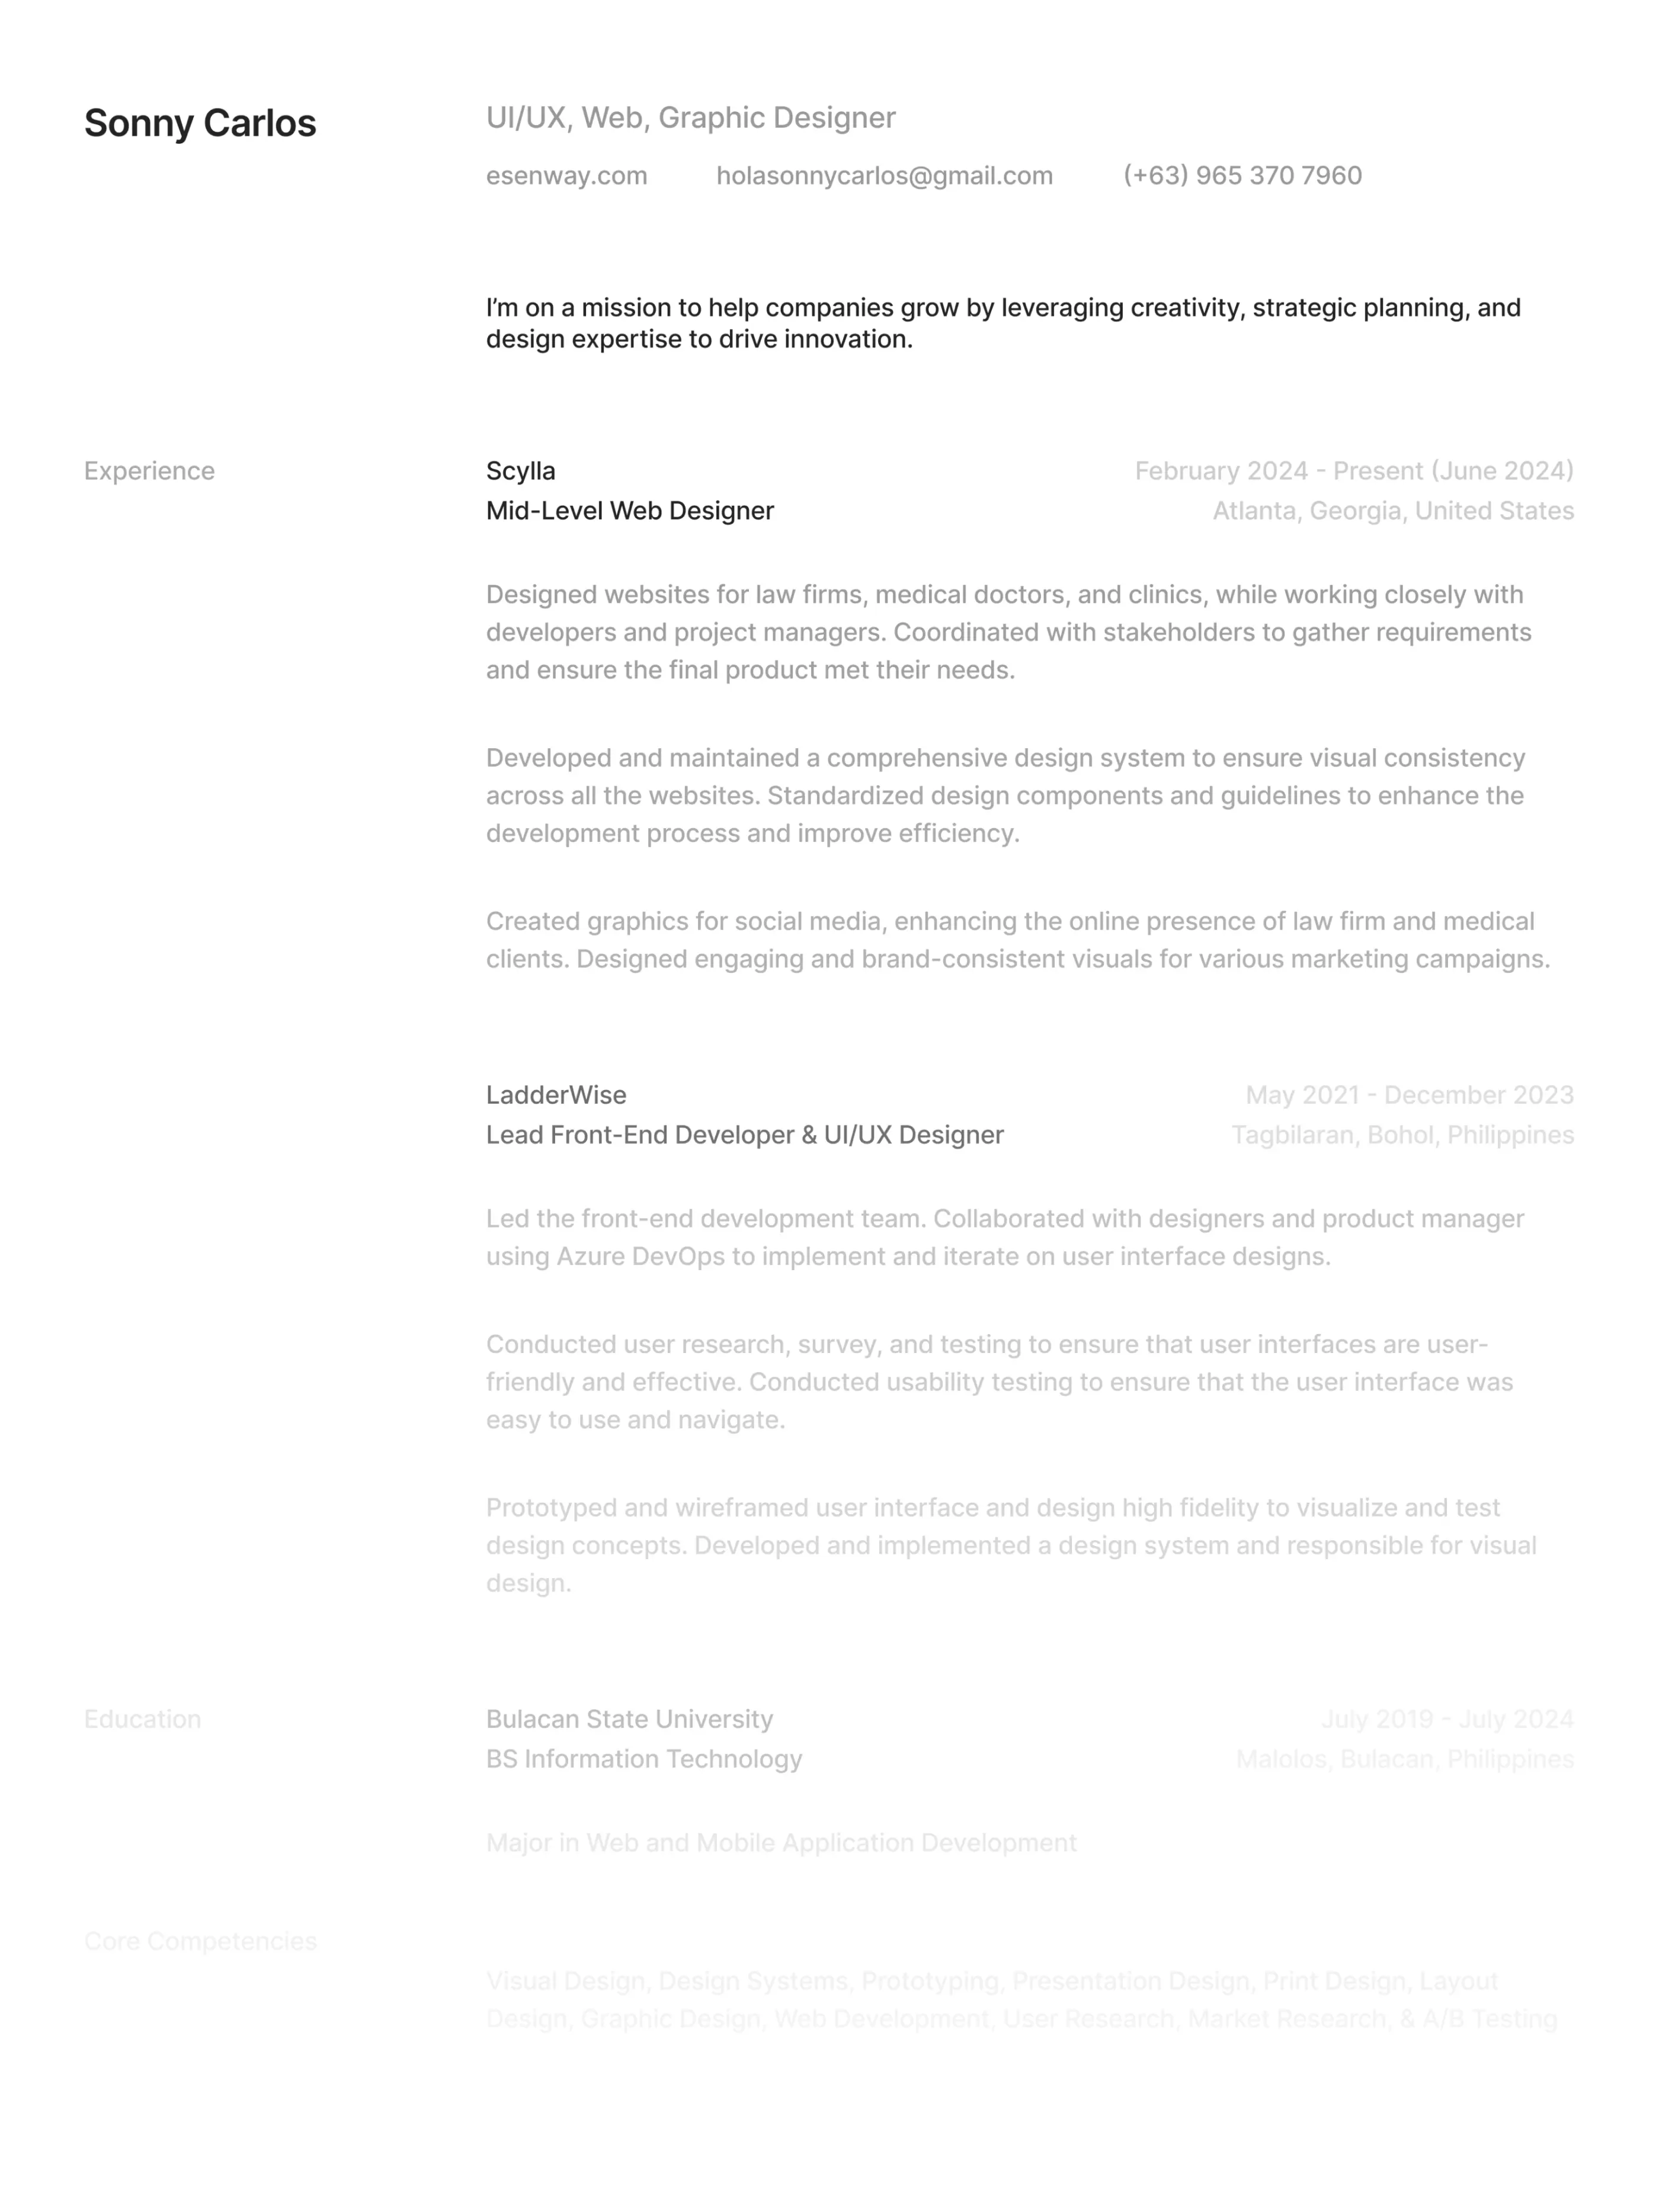 Sonny Carlos
UI/UX, Web, Graphic Designer
esenway.com holasonnycarlos@gmail.com (+63) 965 370 7960
I’m on a mission to help companies grow by leveraging creativity, strategic planning, and
design expertise to drive innovation.
Experience
Scylla February 2024 - Present (June 2024)
Mid-Level Web Designer Atlanta, Georgia, United States
Designed websites for law firms, medical doctors, and clinics, while working closely with
developers and project managers. Coordinated with stakeholders to gather requirements
and ensure the final product met their needs.
Developed and maintained a comprehensive design system to ensure visual consistency
across all the websites. Standardized design components and guidelines to enhance the
development process and improve efficiency.
Created graphics for social media, enhancing the online presence of law firm and medical
clients. Designed engaging and brand-consistent visuals for various marketing campaigns.
LadderWise May 2021 - December 2023
Lead Front-End Developer & UI/UX Designer Tagbilaran, Bohol, Philippines
Led the front-end development team. Collaborated with designers and product manager
using Azure DevOps to implement and iterate on user interface designs.
Conducted user research, survey, and testing to ensure that user interfaces are user-
friendly and effective. Conducted usability testing to ensure that the user interface was
easy to use and navigate.
Prototyped and wireframed user interface and design high fidelity to visualize and test
design concepts. Developed and implemented a design system and responsible for visual
design.
Education
Bulacan State University July 2019 - July 2024
BS Information Technology Malolos, Bulacan, Philippines
Major in Web and Mobile Application Development
Core Competencies
Visual Design, Design Systems, Prototyping, Presentation Design, Print Design, Layout
Design, Graphic Design, Web Development, User Research, Market Research, & A/B Testing